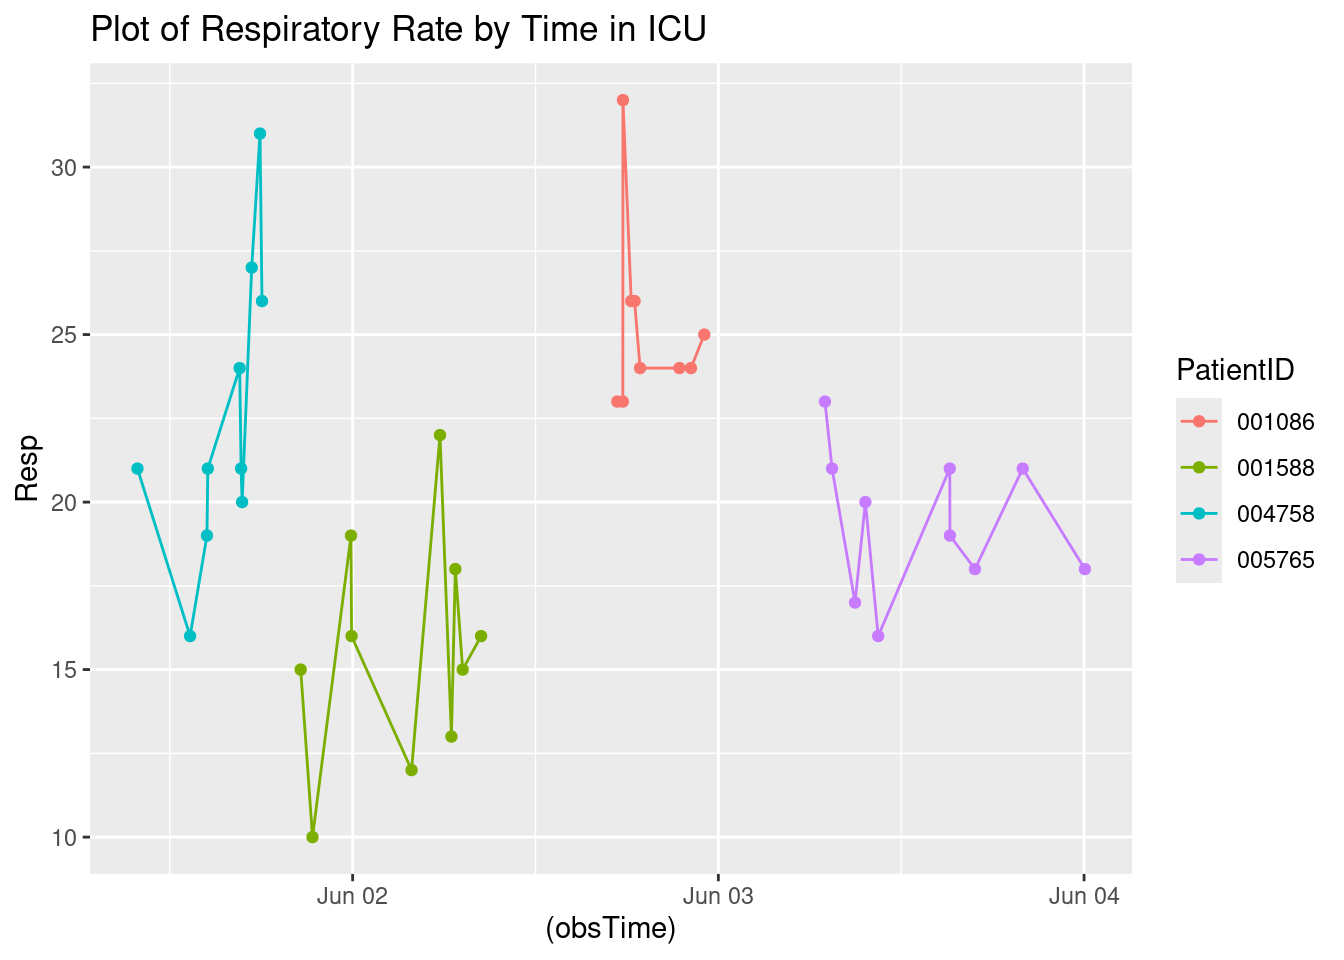 Plot of Respiratory Rate by Time in ICU
Resp
30
25
20
15
10
Jun 02
Jun 03
Jun 04
(obsTime)
PatientID
001086
001588
004758
005765